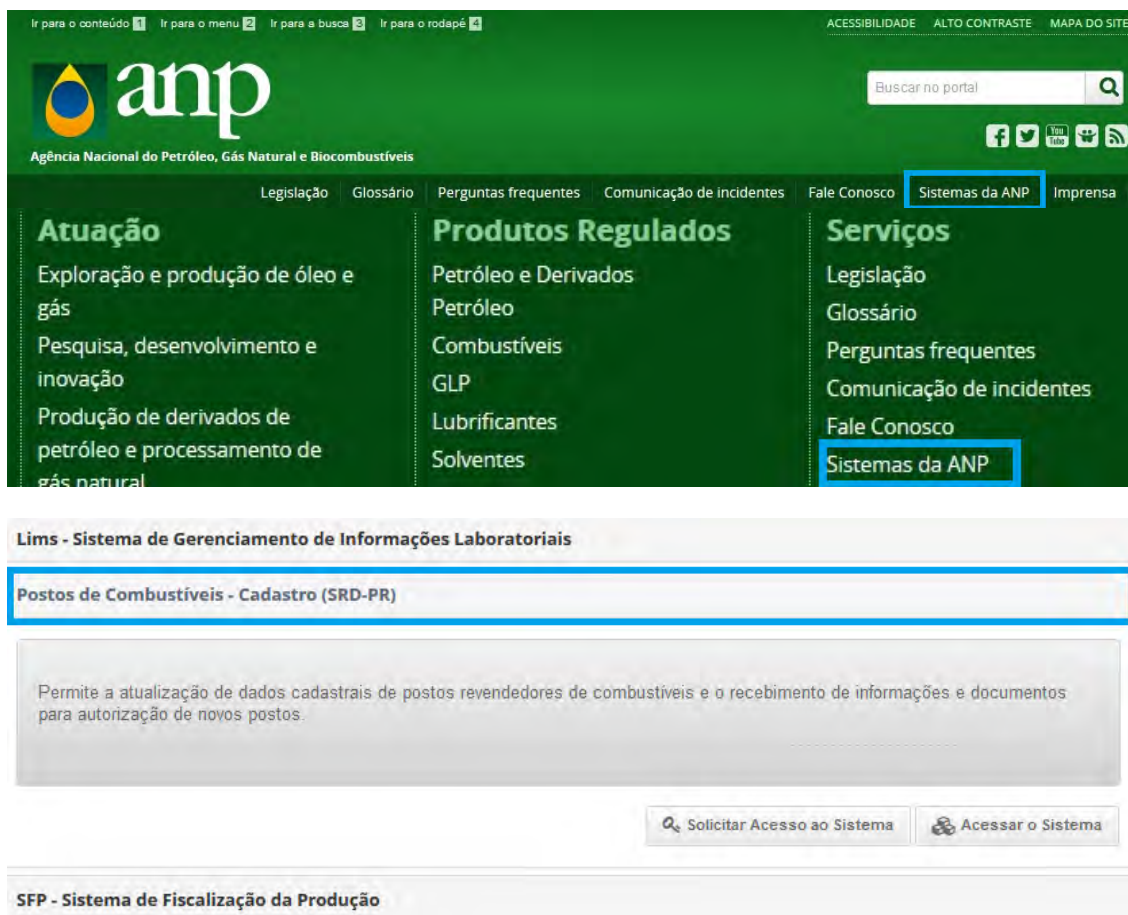 Ir para o conteúdo 1 Ir para o menu 2 Ir para a busca 3 Ir para o rodapé 4
ACESSIBILIDADE ALTO CONTRASTE MAPA DO SITE
anp
Buscar no portal
Agência Nacional do Petróleo, Gás Natural e Biocombustíveis
Legislação Glossário Perguntas frequentes Comunicação de incidentes Fale Conosco Sistemas da ANP Imprensa
Atuação
Exploração e produção de óleo e
gás
Pesquisa, desenvolvimento e
inovação
Produção de derivados de
petróleo e processamento de
gás natural
Produtos Regulados
Petróleo e Derivados
Petróleo
Combustíveis
GLP
Lubrificantes
Solventes
Serviços
Legislação
Glossário
Perguntas frequentes
Comunicação de incidentes
Fale Conosco
Sistemas da ANP
Lims - Sistema de Gerenciamento de Informações Laboratoriais
Postos de Combustíveis - Cadastro (SRD-PR)
Permite a atualização de dados cadastrais de postos revendedores de combustíveis e o recebimento de informações e documentos
para autorização de novos postos.
Solicitar Acesso ao Sistema Acessar o Sistema
SFP - Sistema de Fiscalização da Produção